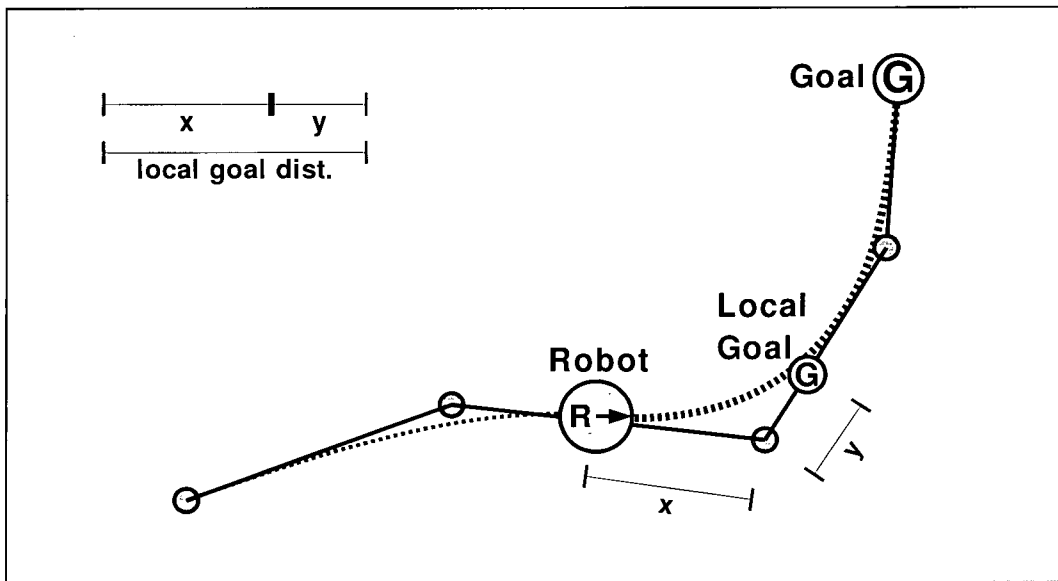 Goal G
x y
local goal dist.
Local
Goal
G
Robot
R
y
x